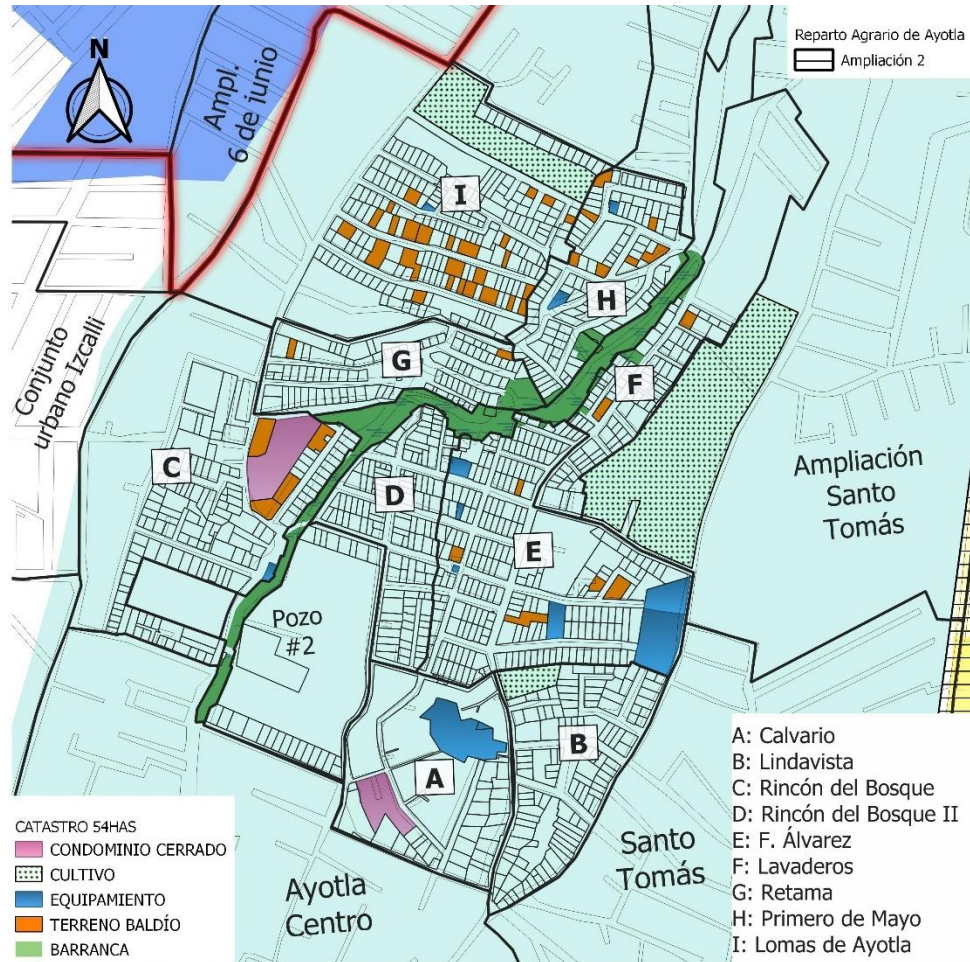 N
Ampl.
6 de junio
Reparto Agrario de Ayotla
Ampliación 2
I
H
G
F
Conjunto
urbano Izcalli
C
D
E
Ampliación
Santo
Tomás
Pozo
#2
A
B
Santo
Tomás
Ayotla
Centro
CATASTRO 54HAS
CONDOMINIO CERRADO
CULTIVO
EQUIPAMIENTO
TERRENO BALDÍO
BARRANCA
A: Calvario
B: Lindavista
C: Rincón del Bosque
D: Rincón del Bosque II
E: F. Álvarez
F: Lavaderos
G: Retama
H: Primero de Mayo
I: Lomas de Ayotla